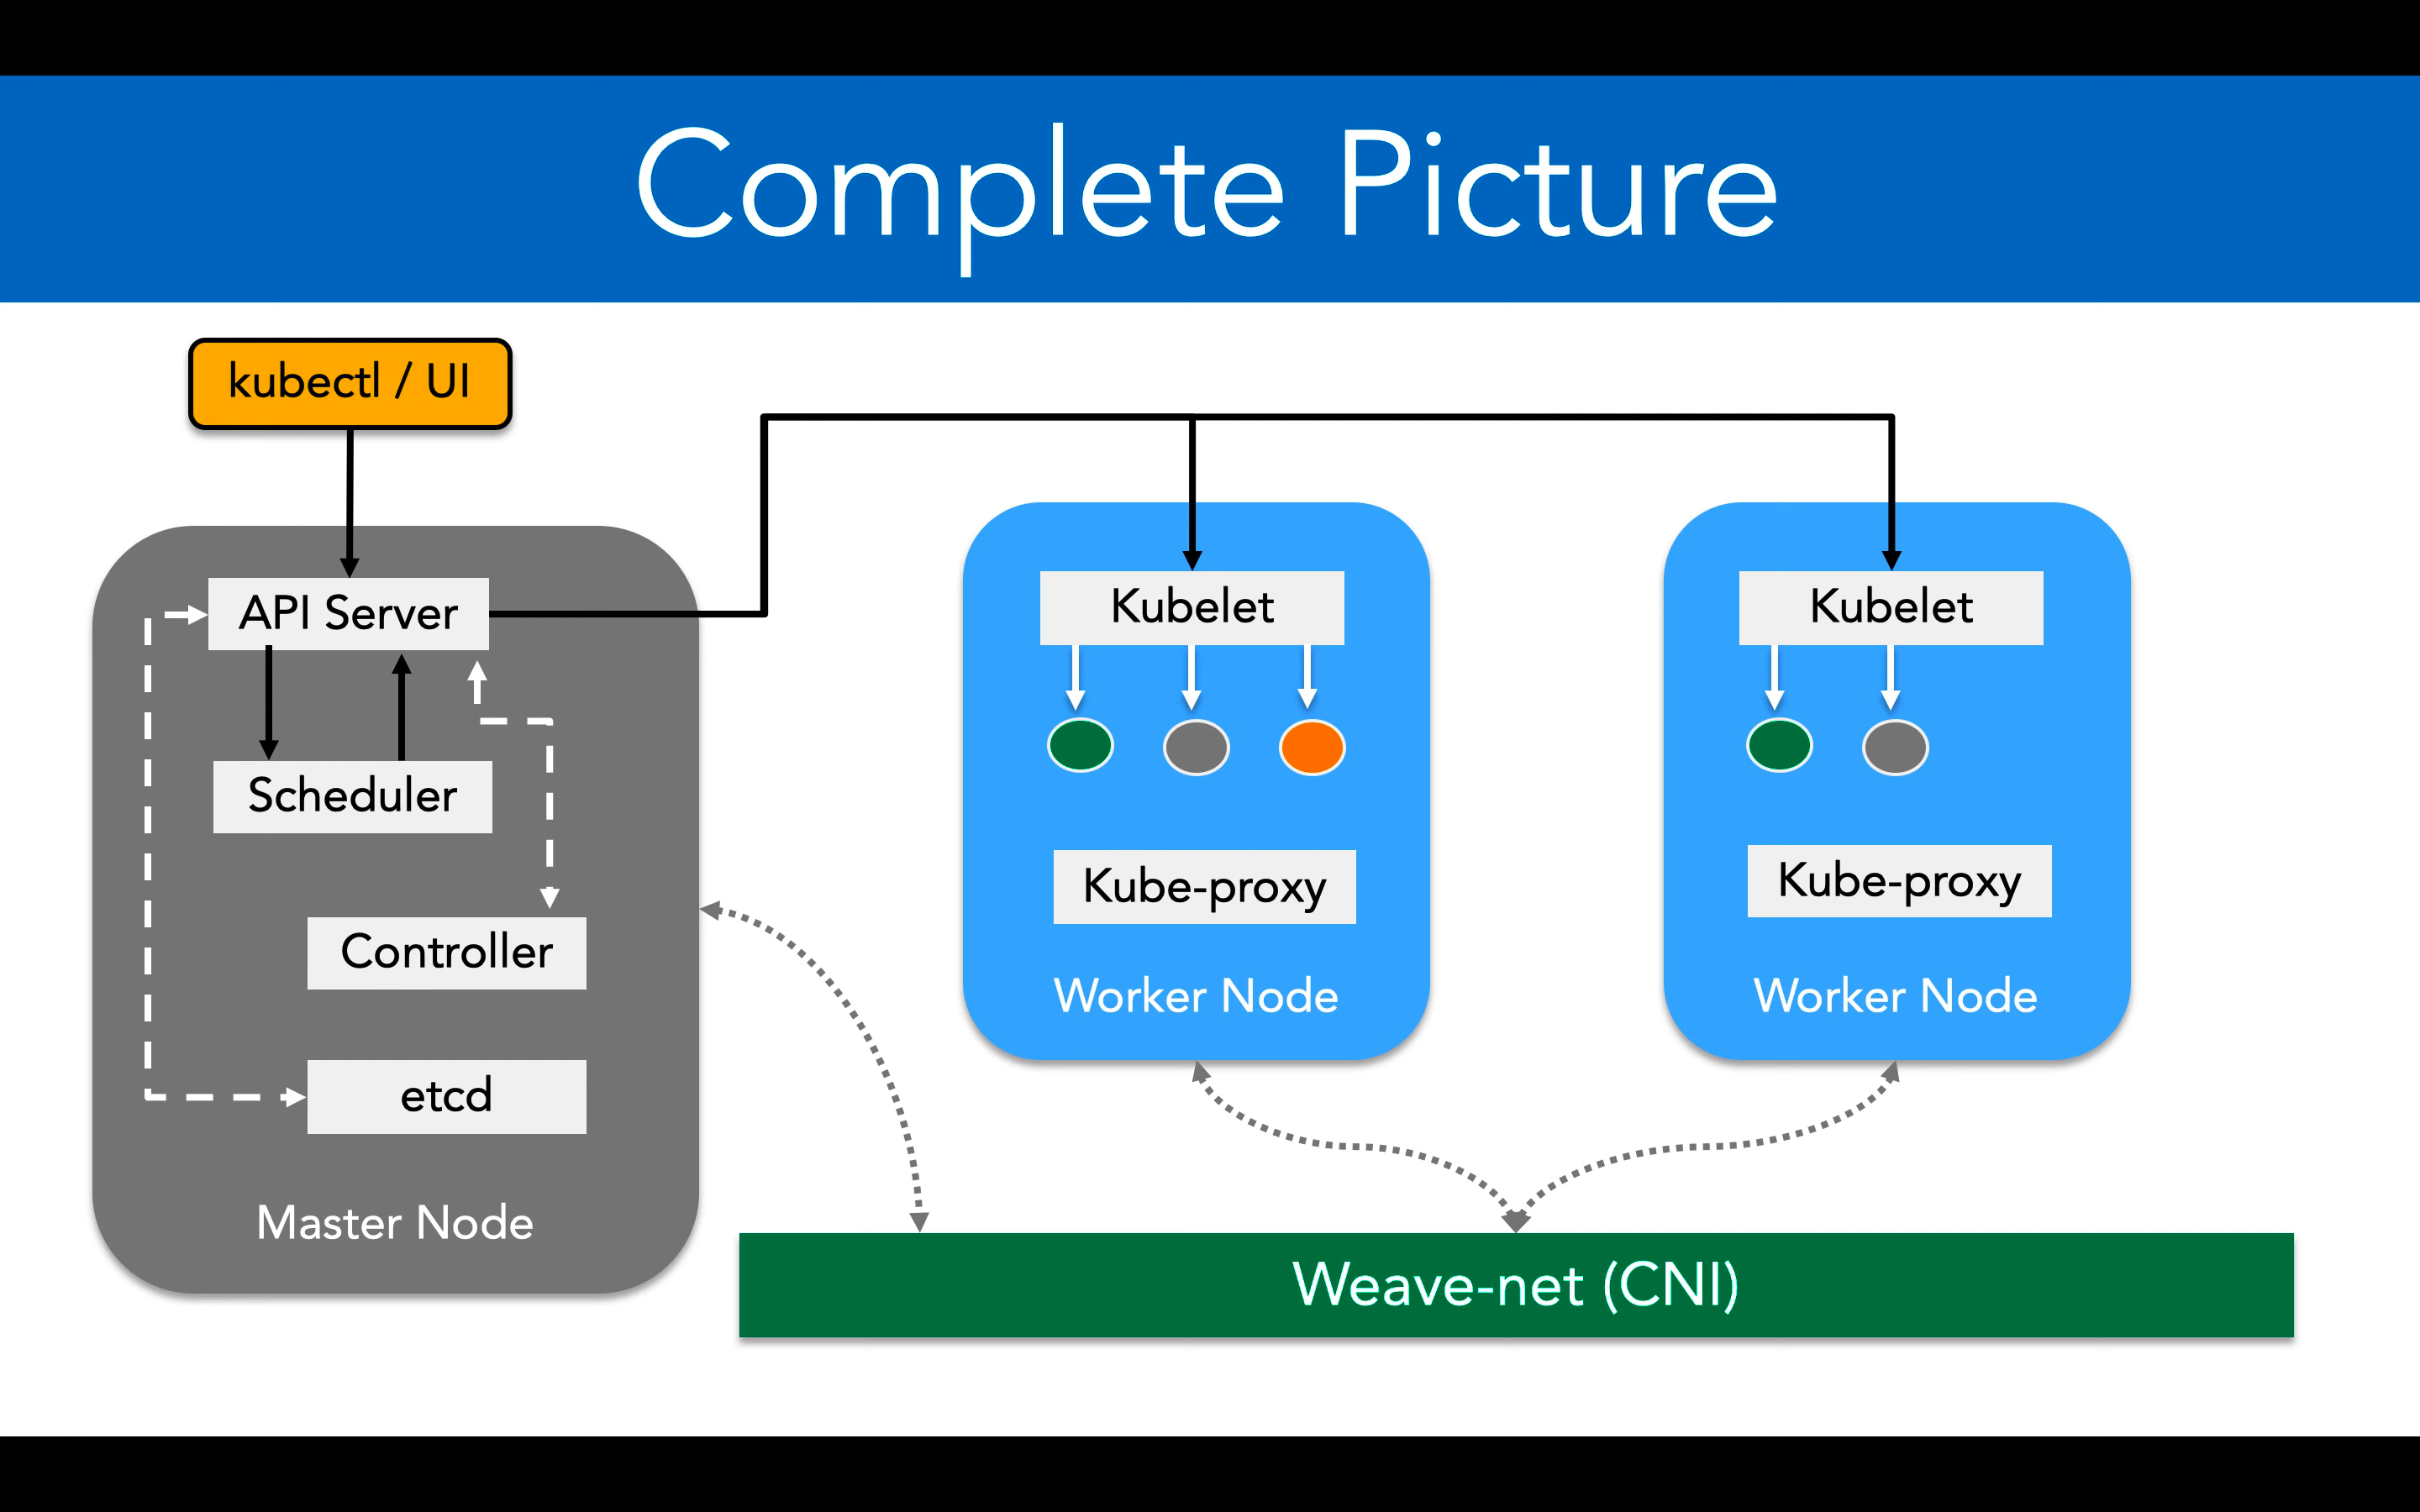 Complete Picture
kubectl / UI
API Server
Scheduler
Controller
etcd
Master Node
Kubelet
Kube-proxy
Worker Node
Kubelet
Kube-proxy
Worker Node
Weave-net (CNI)